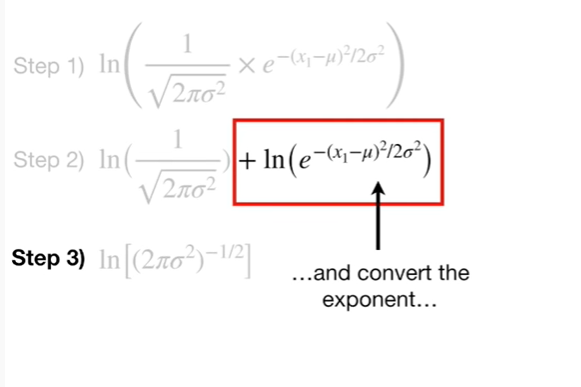 Step 1) ln(1/√(2πσ²) × e^(−(x₁−μ)²/2σ²))
Step 2) ln(1/√(2πσ²)) + ln(e^(−(x₁−μ)²/2σ²))
Step 3) ln[(2πσ²)^(−1/2)]
...and convert the
exponent...